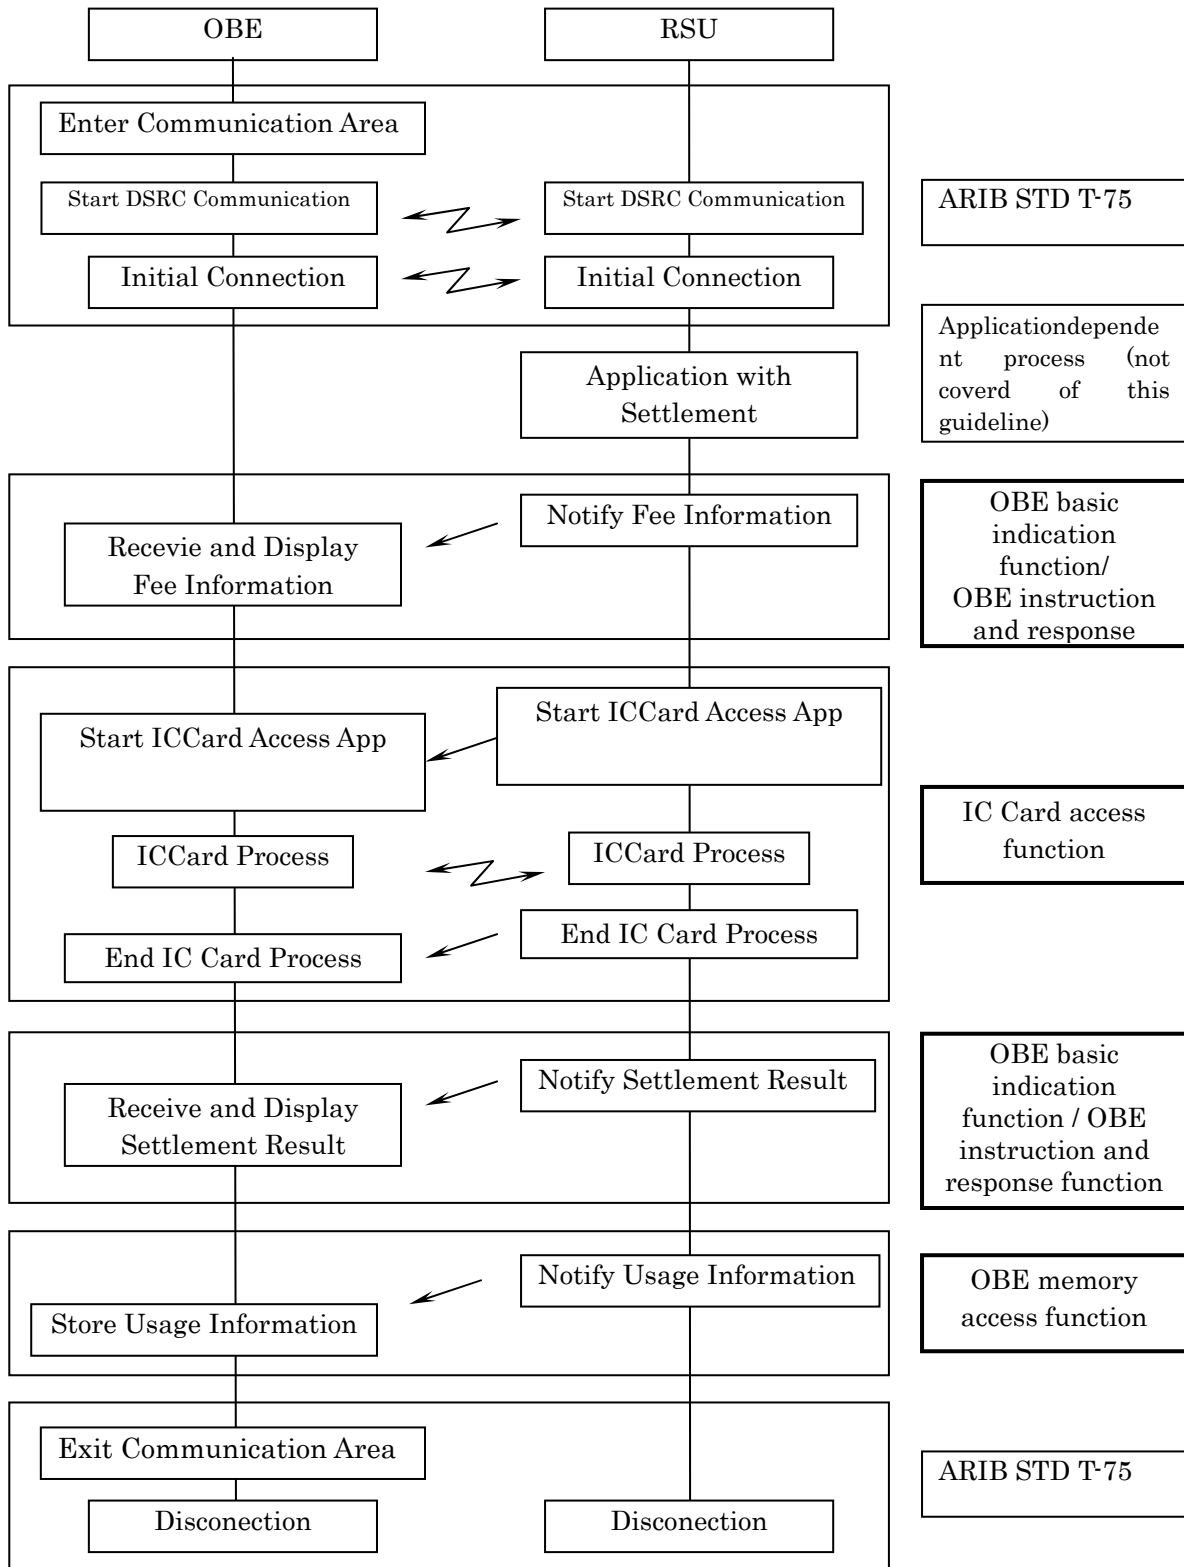 OBE
RSU
Enter Communication Area
Start DSRC Communication
Start DSRC Communication
ARIB STD T-75
Initial Connection
Initial Connection
Applicationdepende
nt process (not
coverd of this
guideline)
Application with
Settlement
Notify Fee Information
Recevie and Display
Fee Information
OBE basic
indication
function/
OBE instruction
and response
Start ICCard Access App
Start ICCard Access App
IC Card access
function
ICCard Process
ICCard Process
End IC Card Process
End IC Card Process
Notify Settlement Result
Receive and Display
Settlement Result
OBE basic
indication
function / OBE
instruction and
response function
Notify Usage Information
Store Usage Information
OBE memory
access function
Exit Communication Area
ARIB STD T-75
Disconection
Disconection